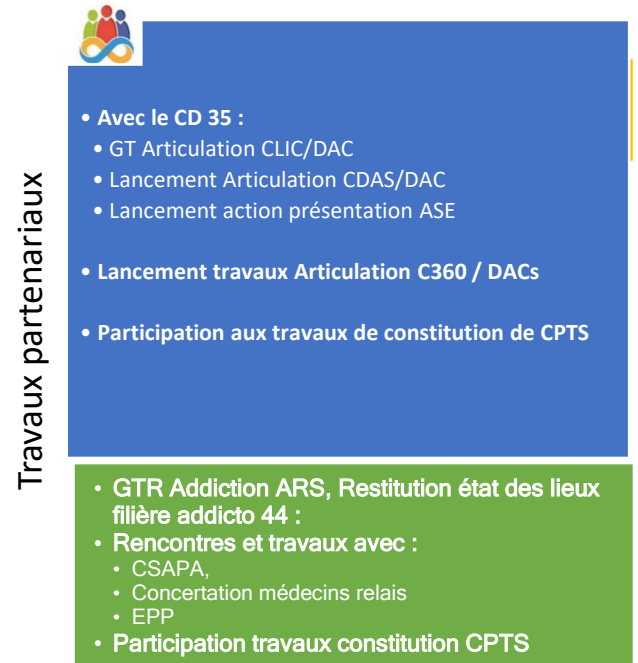 Travaux partenariaux
• Avec le CD 35 :
• GT Articulation CLIC/DAC
• Lancement Articulation CDAS/DAC
• Lancement action présentation ASE
• Lancement travaux Articulation C360 / DACs
• Participation aux travaux de constitution de CPTS
• GTR Addiction ARS, Restitution état des lieux
filière addicto 44 :
• Rencontres et travaux avec :
• CSAPA,
• Concertation médecins relais
• EPP
• Participation travaux constitution CPTS